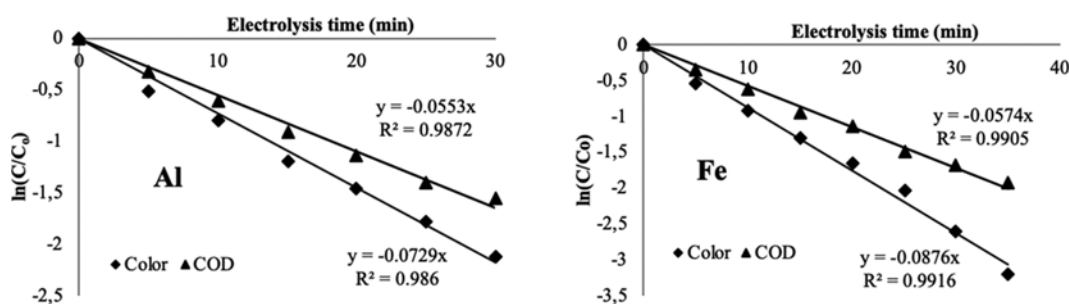 Electrolysis time (min)
0
0
10
20
30
-0,5
-1
-1,5
-2
-2,5
ln(C/C₀)
y = -0.0553x
R² = 0.9872
Al
Color
COD
y = -0.0729x
R² = 0.986
Electrolysis time (min)
0
0
10
20
30
40
-0,5
-1
-1,5
-2
-2,5
-3
-3,5
ln(C/Co)
y = -0.0574x
R² = 0.9905
Fe
Color
COD
y = -0.0876x
R² = 0.9916